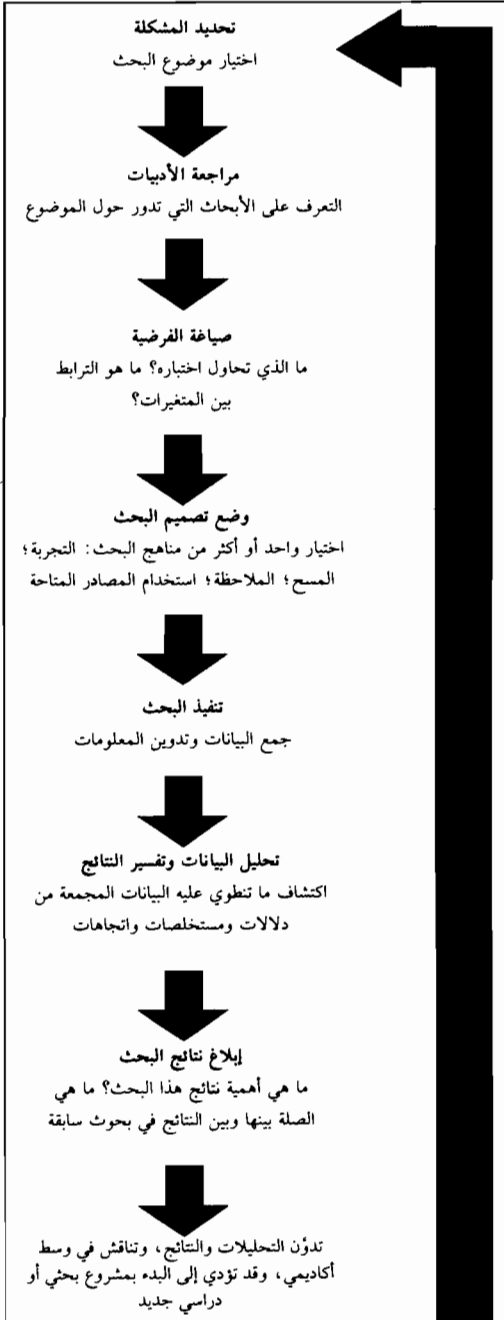 تحديد المشكلة
اختيار موضوع البحث
مراجعة الأدبيات
التعرف على الأبحاث التي تدور حول الموضوع
صياغة الفرضية
ما الذي تحاول اختباره؟ ما هو الترابط
بين المتغيرات؟
وضع تصميم البحث
اختيار واحد أو أكثر من مناهج البحث: التجربة؛
المسح؛ الملاحظة؛ استخدام المصادر المتاحة
تنفيذ البحث
جمع البيانات وتدوين المعلومات
تحليل البيانات وتفسير النتائج
اكتشاف ما تنطوي عليه البيانات المجمعة من
دلالات ومستخلصات واتجاهات
إبلاغ نتائج البحث
ما هي أهمية نتائج هذا البحث؟ ما هي
الصلة بينها وبين النتائج في بحوث سابقة
تدوَّن التحليلات والنتائج، وتناقش في وسط
أكاديمي، وقد تؤدي إلى البدء بمشروع بحثي أو
دراسي جديد